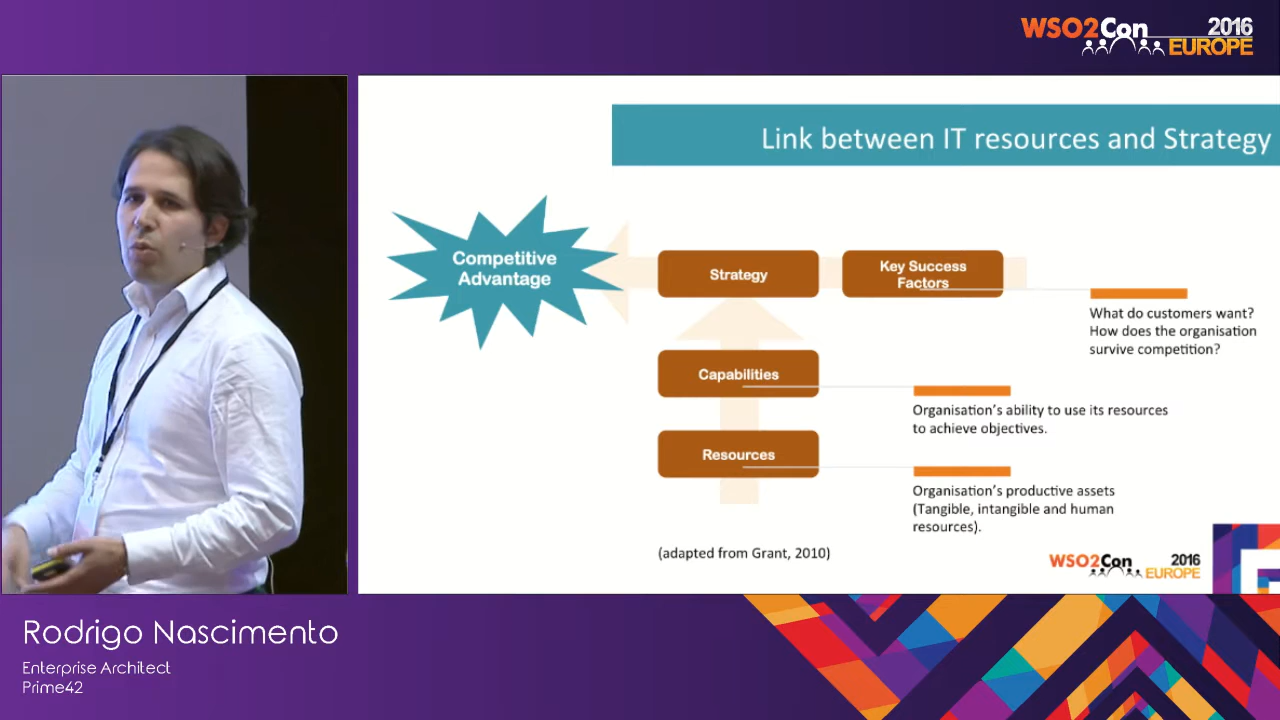 WSO2Con 2016
EUROPE
Link between IT resources and Strategy
Competitive
Advantage
Strategy
Key Success
Factors
What do customers want?
How does the organisation
survive competition?
Capabilities
Organisation's ability to use its resources
to achieve objectives.
Resources
Organisation's productive assets
(Tangible, intangible and human
resources).
(adapted from Grant, 2010)
WSO2Con 2016
EUROPE
Rodrigo Nascimento
Enterprise Architect
Prime42